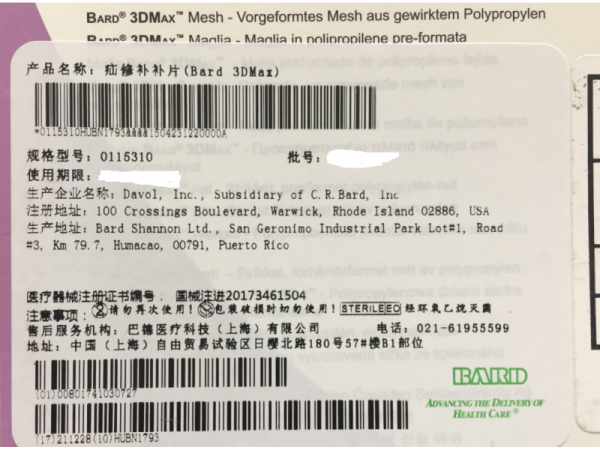 BARD® 3DMAX™ Mesh - Vorgeformtes Mesh aus gewirktem Polypropylen
BARD® 3DMAX™ Maglia - Maglia in polipropilene pre-formata
产品名称：疝修补补片(Bard 3DMax)
*0115310HUBN1793&&&&1504231220000A
规格型号：0115310 批号：
使用期限：
生产企业名称：Davol, Inc., Subsidiary of C.R.Bard, Inc
注册地址：100 Crossings Boulevard, Warwick, Rhode Island 02886, USA
生产地址：Bard Shannon Ltd., San Geronimo Industrial Park Lot#1, Road
#3, Km 79.7, Humacao, 00791, Puerto Rico
医疗器械注册证书编号： 国械注进20173461504
注意事项：②请勿再次使用！包装破损时切勿使用！STERILE EO 经环氧乙烷灭菌
售后服务机构：巴德医疗科技（上海）有限公司 电话：021-61955599
地址：中国（上海）自由贸易试验区日樱北路180号57#楼B1部位
(01)00801741030727
BARD
ADVANCING THE DELIVERY OF
HEALTH CARE®
(17)211228(10)HUBN1793